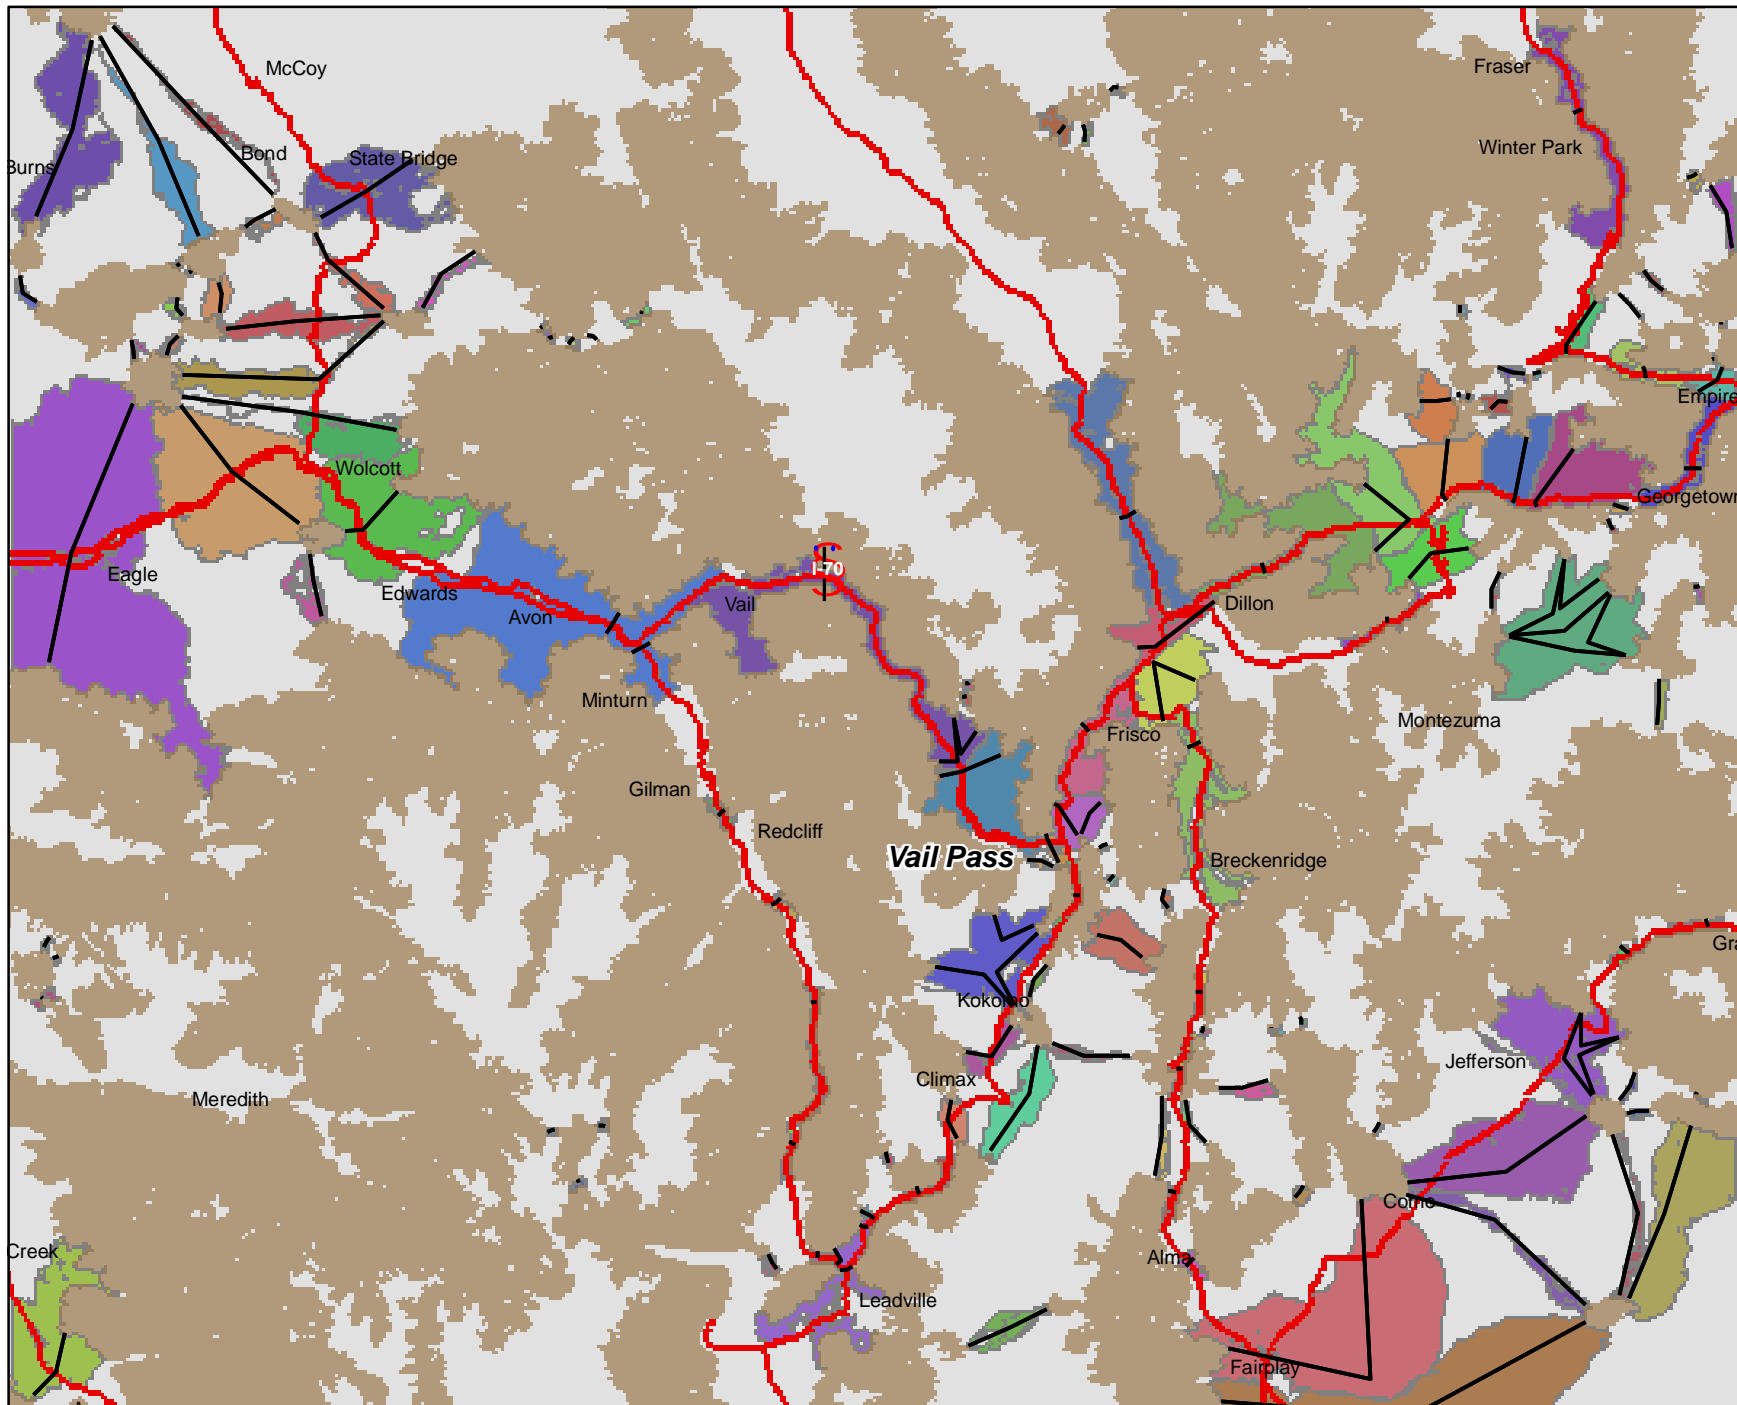 McCoy
Fraser
Bond
State Bridge
Winter Park
Burns
Empire
Wolcott
Georgetown
I-70
Eagle
Edwards
Vail
Dillon
Avon
Minturn
Montezuma
Frisco
Gilman
Redcliff
Vail Pass
Breckenridge
Gra
Kokomo
Jefferson
Climax
Meredith
Como
Creek
Alma
Leadville
Fairplay